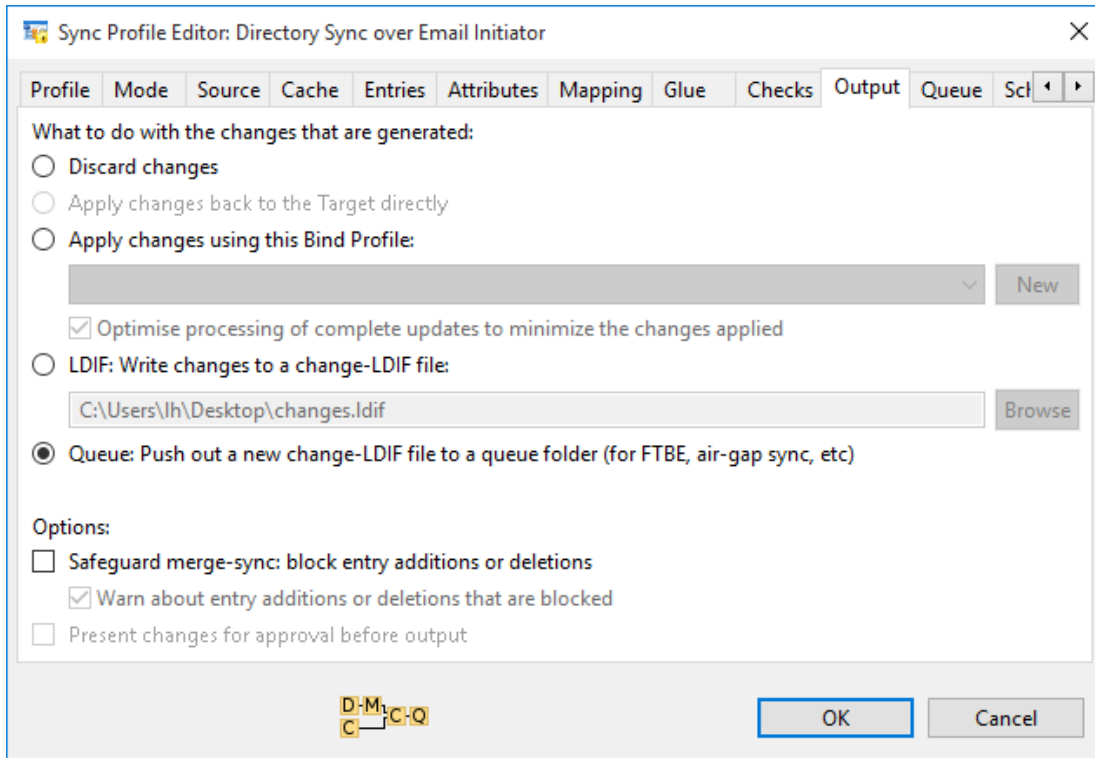 Sync Profile Editor: Directory Sync over Email Initiator
Profile Mode Source Cache Entries Attributes Mapping Glue Checks Output Queue
What to do with the changes that are generated:
Discard changes
Apply changes back to the Target directly
Apply changes using this Bind Profile:
New
Optimise processing of complete updates to minimize the changes applied
LDIF: Write changes to a change-LDIF file:
C:\Users\lh\Desktop\changes.ldif Browse
Queue: Push out a new change-LDIF file to a queue folder (for FTBE, air-gap sync, etc)
Options:
Safeguard merge-sync: block entry additions or deletions
Warn about entry additions or deletions that are blocked
Present changes for approval before output
D-M
C C-Q
OK Cancel